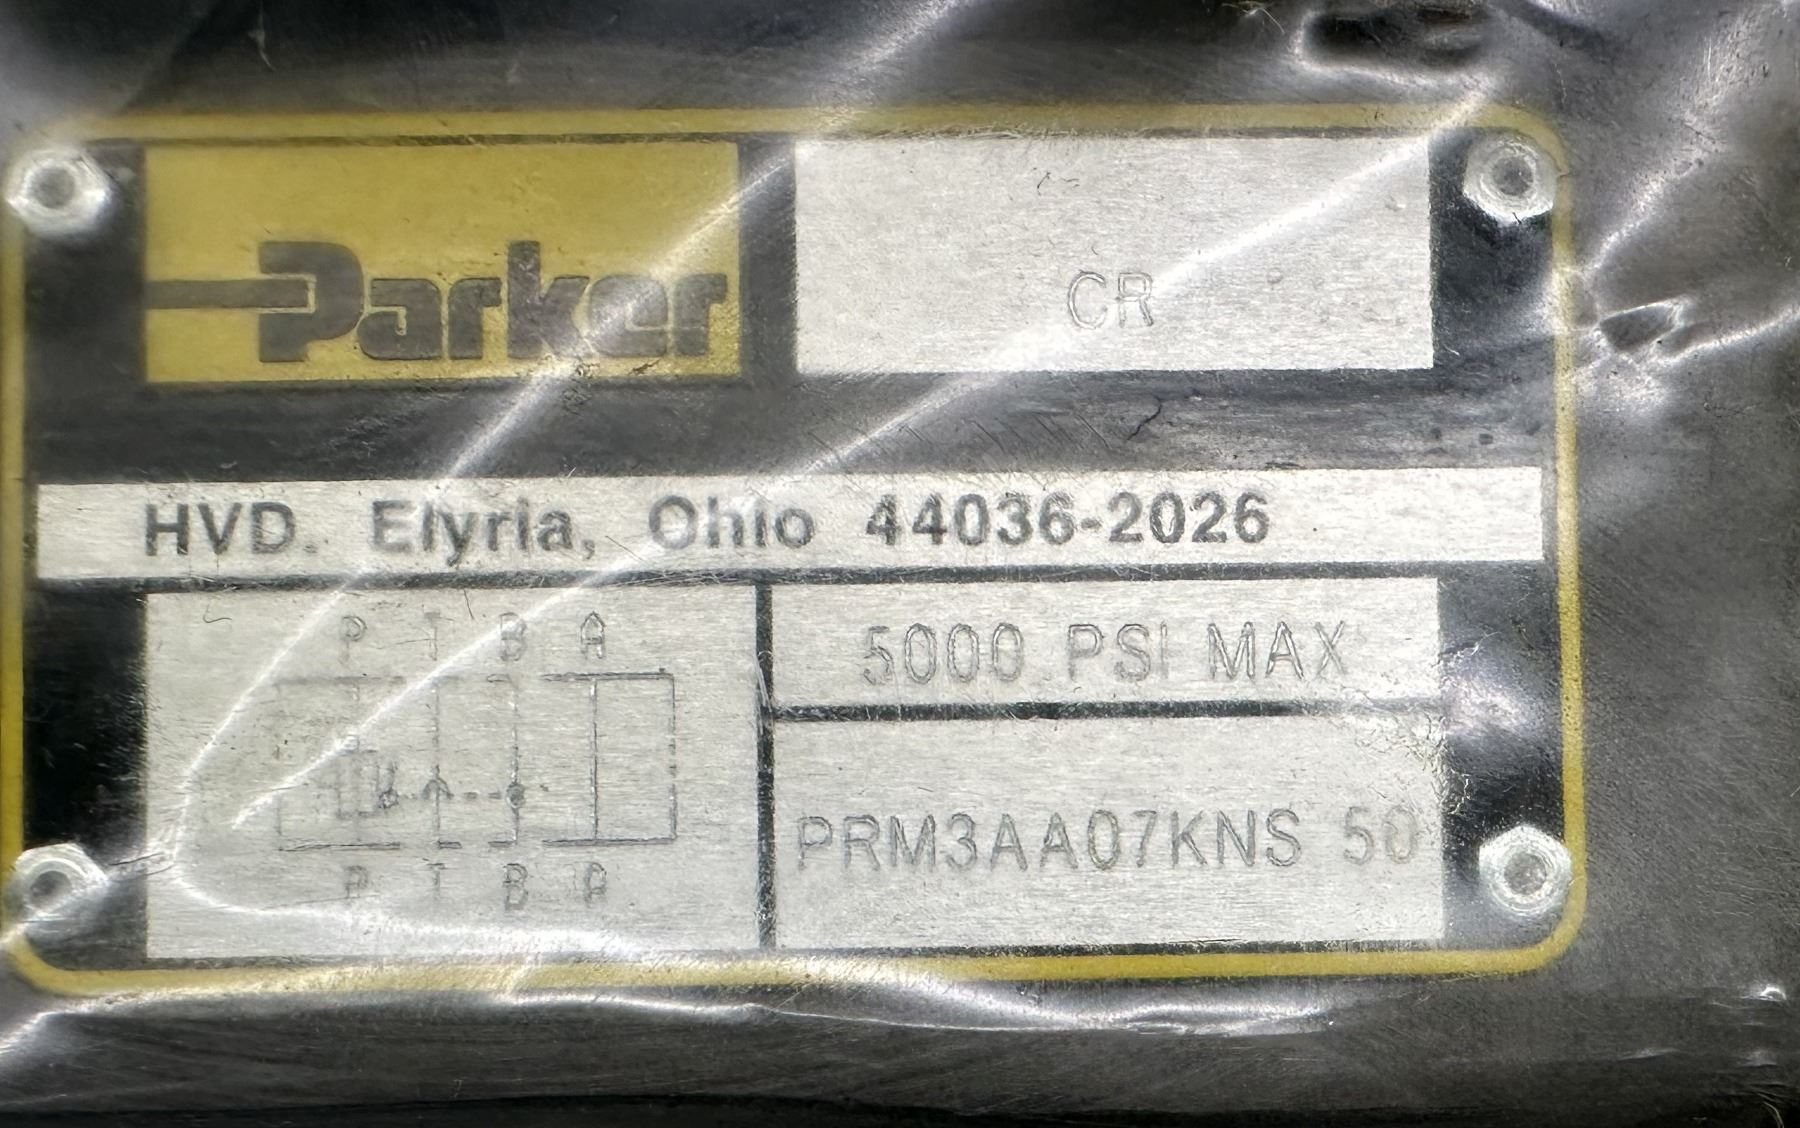 Parker
CR
HVD. Elyria, Ohio 44036-2026
P T B A
5000 PSI MAX
PRM3AA07KNS 50
P T B A